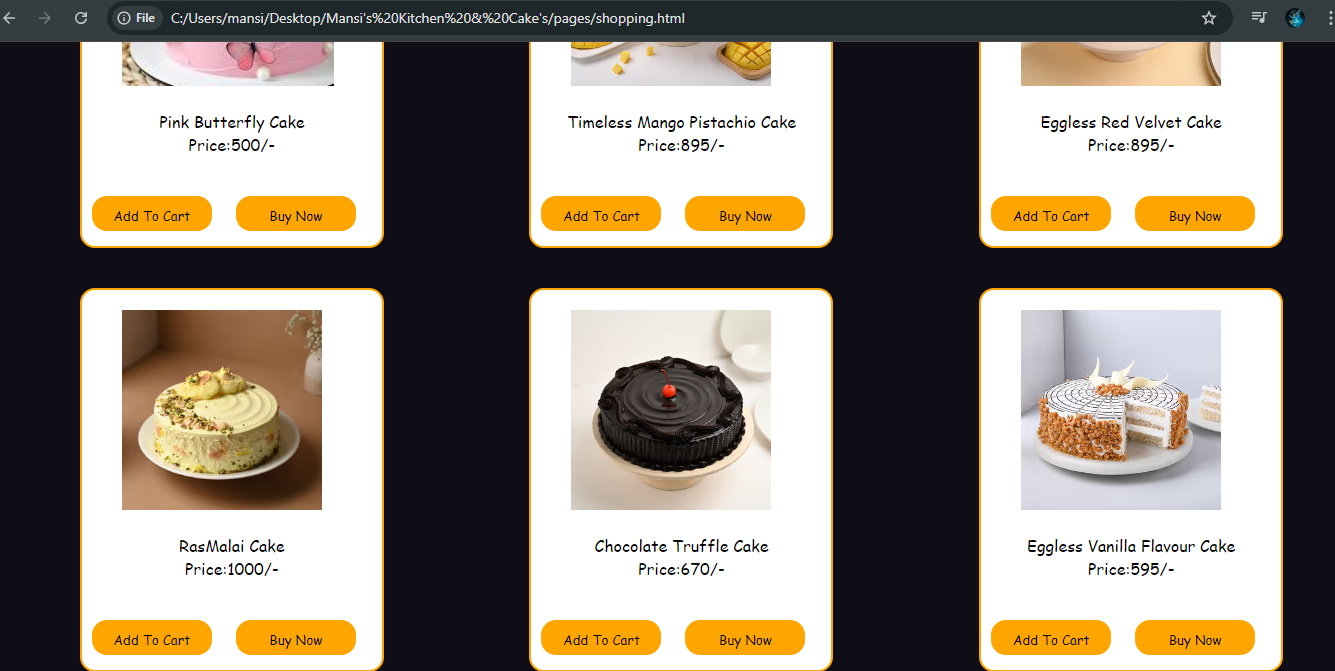 File
C:/Users/mansi/Desktop/Mansi's%20Kitchen%20&%20Cake's/pages/shopping.html
Pink Butterfly Cake
Price:500/-
Add To Cart
Buy Now
Timeless Mango Pistachio Cake
Price:895/-
Add To Cart
Buy Now
Eggless Red Velvet Cake
Price:895/-
Add To Cart
Buy Now
RasMalai Cake
Price:1000/-
Add To Cart
Buy Now
Chocolate Truffle Cake
Price:670/-
Add To Cart
Buy Now
Eggless Vanilla Flavour Cake
Price:595/-
Add To Cart
Buy Now